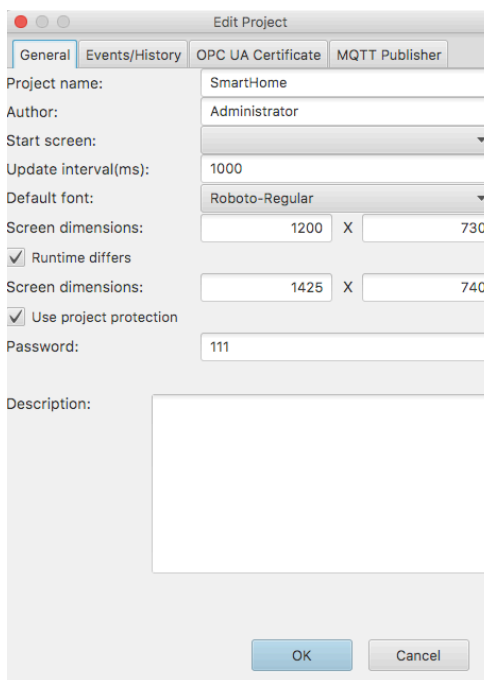 Edit Project
General Events/History OPC UA Certificate MQTT Publisher
Project name: SmartHome
Author: Administrator
Start screen:
Update interval(ms): 1000
Default font: Roboto-Regular
Screen dimensions: 1200 X 730
Runtime differs
Screen dimensions: 1425 X 740
Use project protection
Password: 111
Description:
OK Cancel